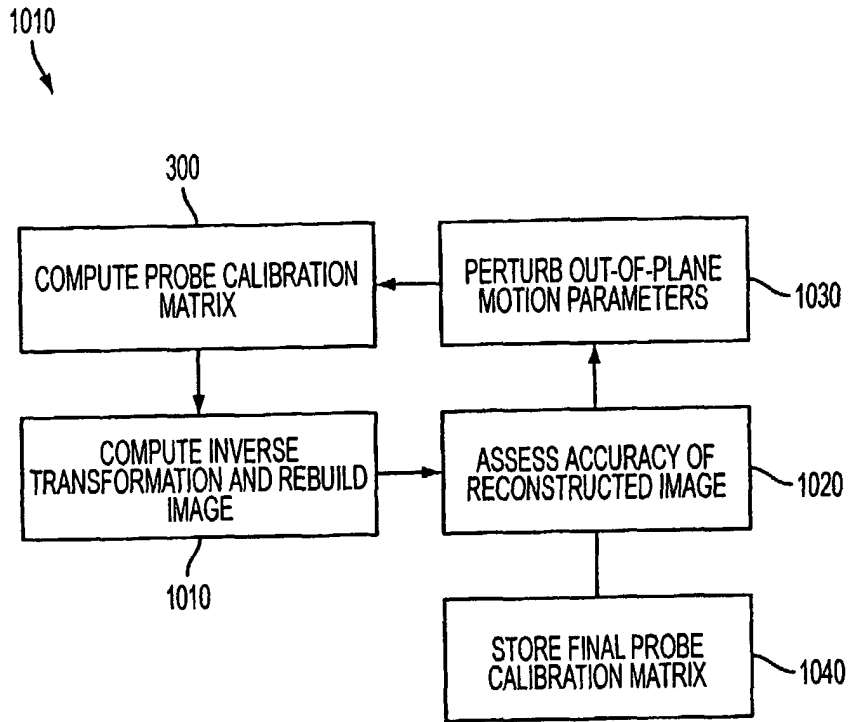 1010
300
COMPUTE PROBE CALIBRATION
MATRIX
PERTURB OUT-OF-PLANE
MOTION PARAMETERS
1030
COMPUTE INVERSE
TRANSFORMATION AND REBUILD
IMAGE
1010
ASSESS ACCURACY OF
RECONSTRUCTED IMAGE
1020
STORE FINAL PROBE
CALIBRATION MATRIX
1040